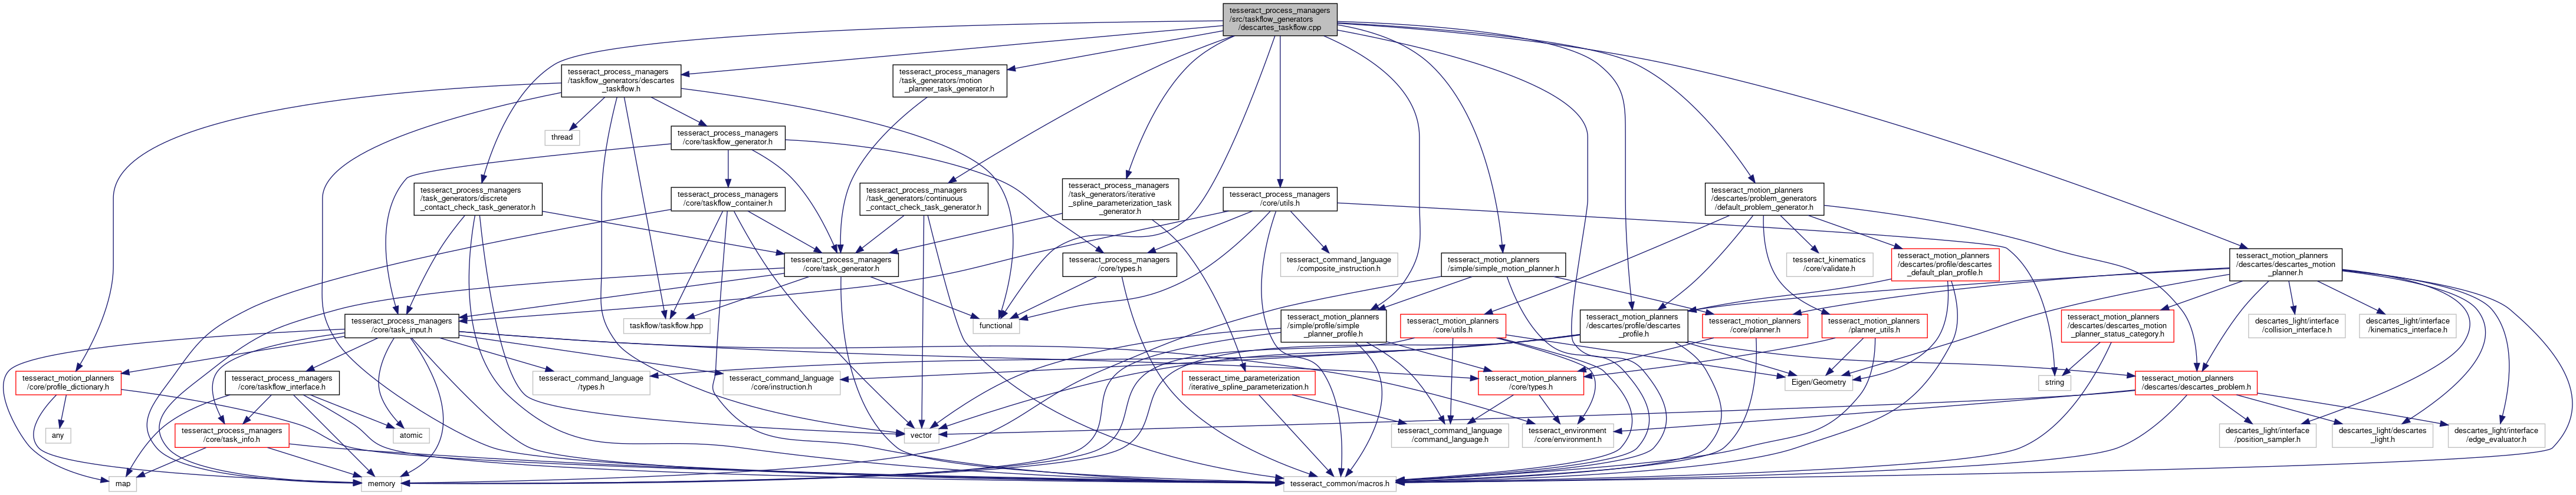 tesseract_process_managers
/src/taskflow_generators
/descartes_taskflow.cpp
tesseract_process_managers
/taskflow_generators/descartes
_taskflow.h
tesseract_process_managers
/task_generators/motion
_planner_task_generator.h
thread
tesseract_process_managers
/core/taskflow_generator.h
tesseract_process_managers
/task_generators/discrete
_contact_check_task_generator.h
tesseract_process_managers
/core/taskflow_container.h
tesseract_process_managers
/task_generators/continuous
_contact_check_task_generator.h
tesseract_process_managers
/task_generators/iterative
_spline_parameterization_task
_generator.h
tesseract_process_managers
/core/utils.h
tesseract_motion_planners
/descartes/problem_generators
/default_problem_generator.h
tesseract_process_managers
/core/task_generator.h
tesseract_process_managers
/core/types.h
tesseract_command_language
/composite_instruction.h
tesseract_motion_planners
/simple/simple_motion_planner.h
tesseract_kinematics
/core/validate.h
tesseract_motion_planners
/descartes/profile/descartes
_default_plan_profile.h
tesseract_motion_planners
/descartes/descartes_motion
_planner.h
tesseract_process_managers
/core/task_input.h
taskflow/taskflow.hpp
functional
tesseract_motion_planners
/simple/profile/simple
_planner_profile.h
tesseract_motion_planners
/core/utils.h
tesseract_motion_planners
/descartes/profile/descartes
_profile.h
tesseract_motion_planners
/core/planner.h
tesseract_motion_planners
/planner_utils.h
tesseract_motion_planners
/descartes/descartes_motion
_planner_status_category.h
descartes_light/interface
/collision_interface.h
descartes_light/interface
/kinematics_interface.h
tesseract_motion_planners
/core/profile_dictionary.h
tesseract_process_managers
/core/taskflow_interface.h
tesseract_command_language
/types.h
tesseract_command_language
/core/instruction.h
tesseract_time_parameterization
/iterative_spline_parameterization.h
tesseract_motion_planners
/core/types.h
Eigen/Geometry
string
tesseract_motion_planners
/descartes/descartes_problem.h
any
tesseract_process_managers
/core/task_info.h
atomic
vector
tesseract_command_language
/command_language.h
tesseract_environment
/core/environment.h
descartes_light/interface
/position_sampler.h
descartes_light/descartes
_light.h
descartes_light/interface
/edge_evaluator.h
map
memory
tesseract_common/macros.h